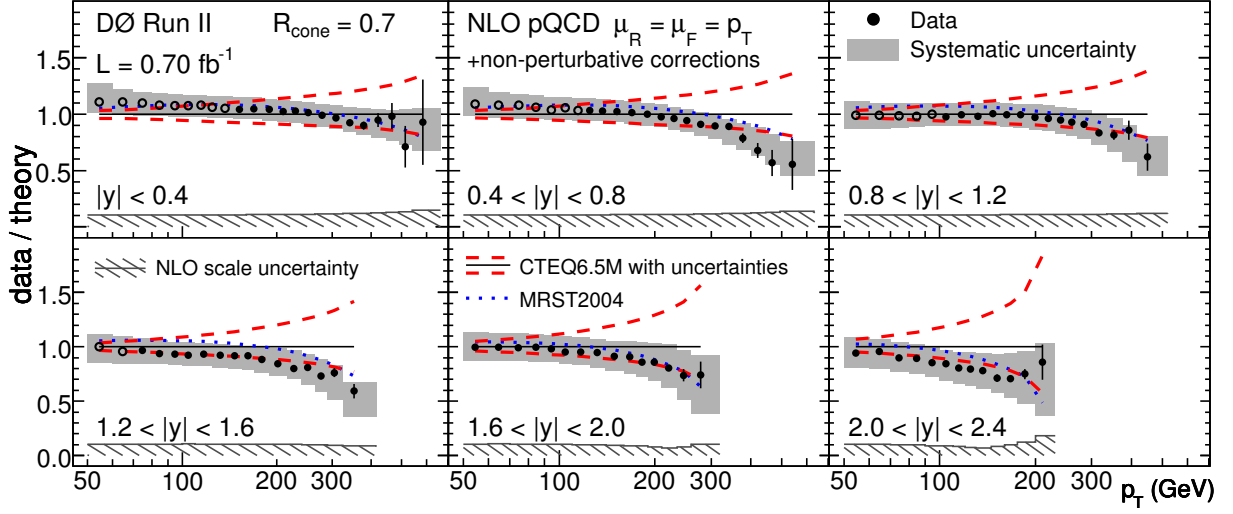 DØ Run II R_cone = 0.7
L = 0.70 fb⁻¹
|y| < 0.4
NLO pQCD μ_R = μ_F = p_T
+non-perturbative corrections
0.4 < |y| < 0.8
Data
Systematic uncertainty
0.8 < |y| < 1.2
1.5
1.0
0.5
data / theory
NLO scale uncertainty
1.2 < |y| < 1.6
CTEQ6.5M with uncertainties
MRST2004
1.6 < |y| < 2.0
2.0 < |y| < 2.4
1.5
1.0
0.5
0.0
50 100 200 300
50 100 200 300
50 100 200 300
p_T (GeV)